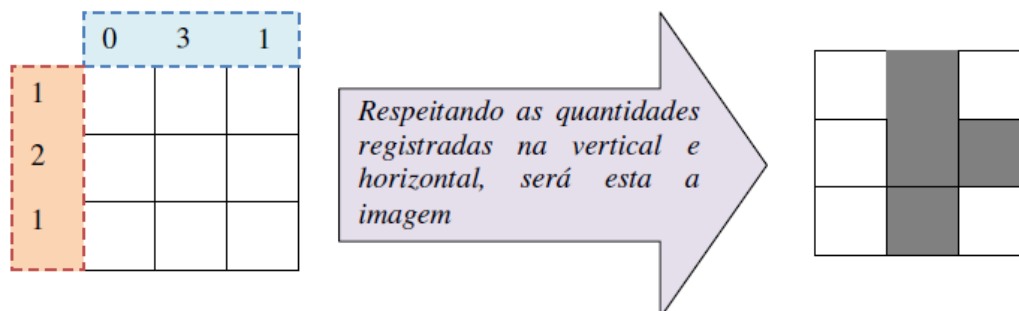 0 3 1
1
2
1
Respeitando as quantidades
registradas na vertical e
horizontal, será esta a
imagem